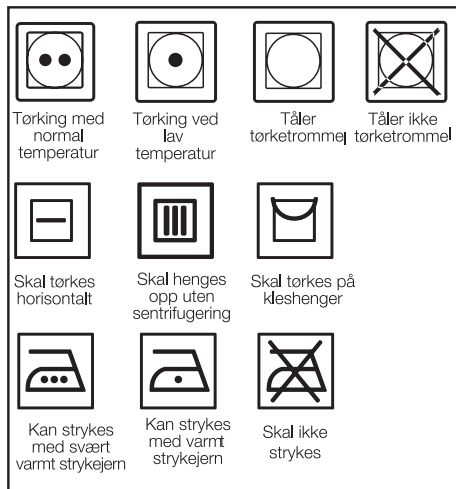 Tørking med
normal
temperatur
Tørking ved
lav
temperatur
Tåler
tørketrommel
Tåler ikke
tørketrommel
Skal tørkes
horisontalt
Skal henges
opp uten
sentrifugering
Skal tørkes på
kleshenger
Kan strykes
med svært
varmt strykejern
Kan strykes
med varmt
strykejern
Skal ikke
strykes